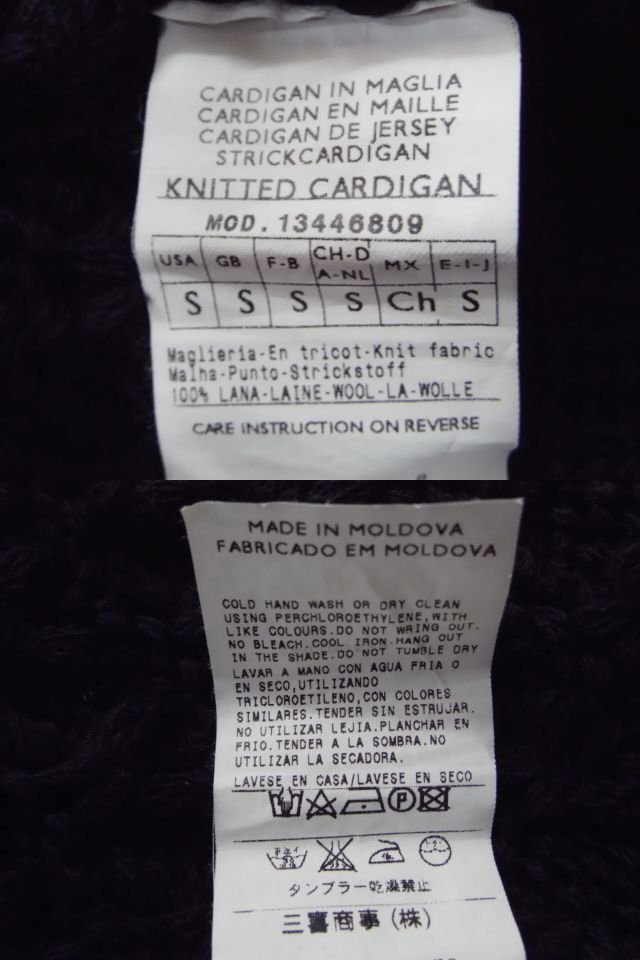 CARDIGAN IN MAGLIA
CARDIGAN EN MAILLE
CARDIGAN DE JERSEY
STRICKCARDIGAN
KNITTED CARDIGAN
MOD. 13446809
USA GB F-B CH-D A-NL MX E-I-J
S S S S Ch S
Maglieria-En tricot-Knit fabric
Malha-Punto-Strickstoff
100% LANA-LAINE-WOOL-LA-WOLLE
CARE INSTRUCTION ON REVERSE
MADE IN MOLDOVA
FABRICADO EM MOLDOVA
COLD HAND WASH OR DRY CLEAN
USING PERCHLOROETHYLENE,WITH
LIKE COLOURS.DO NOT WRING OUT.
NO BLEACH.COOL IRON.HANG OUT
IN THE SHADE.DO NOT TUMBLE DRY
LAVAR A MANO CON AGUA FRIA O
EN SECO,UTILIZANDO
TRICLOROETILENO,CON COLORES
SIMILARES.TENDER SIN ESTRUJAR.
NO UTILIZAR LEJIA.PLANCHAR EN
FRIO.TENDER A LA SOMBRA.NO
UTILIZAR LA SECADORA.
LAVESE EN CASA/LAVESE EN SECO
P
タンブラー乾燥禁止
三寶商事(株)